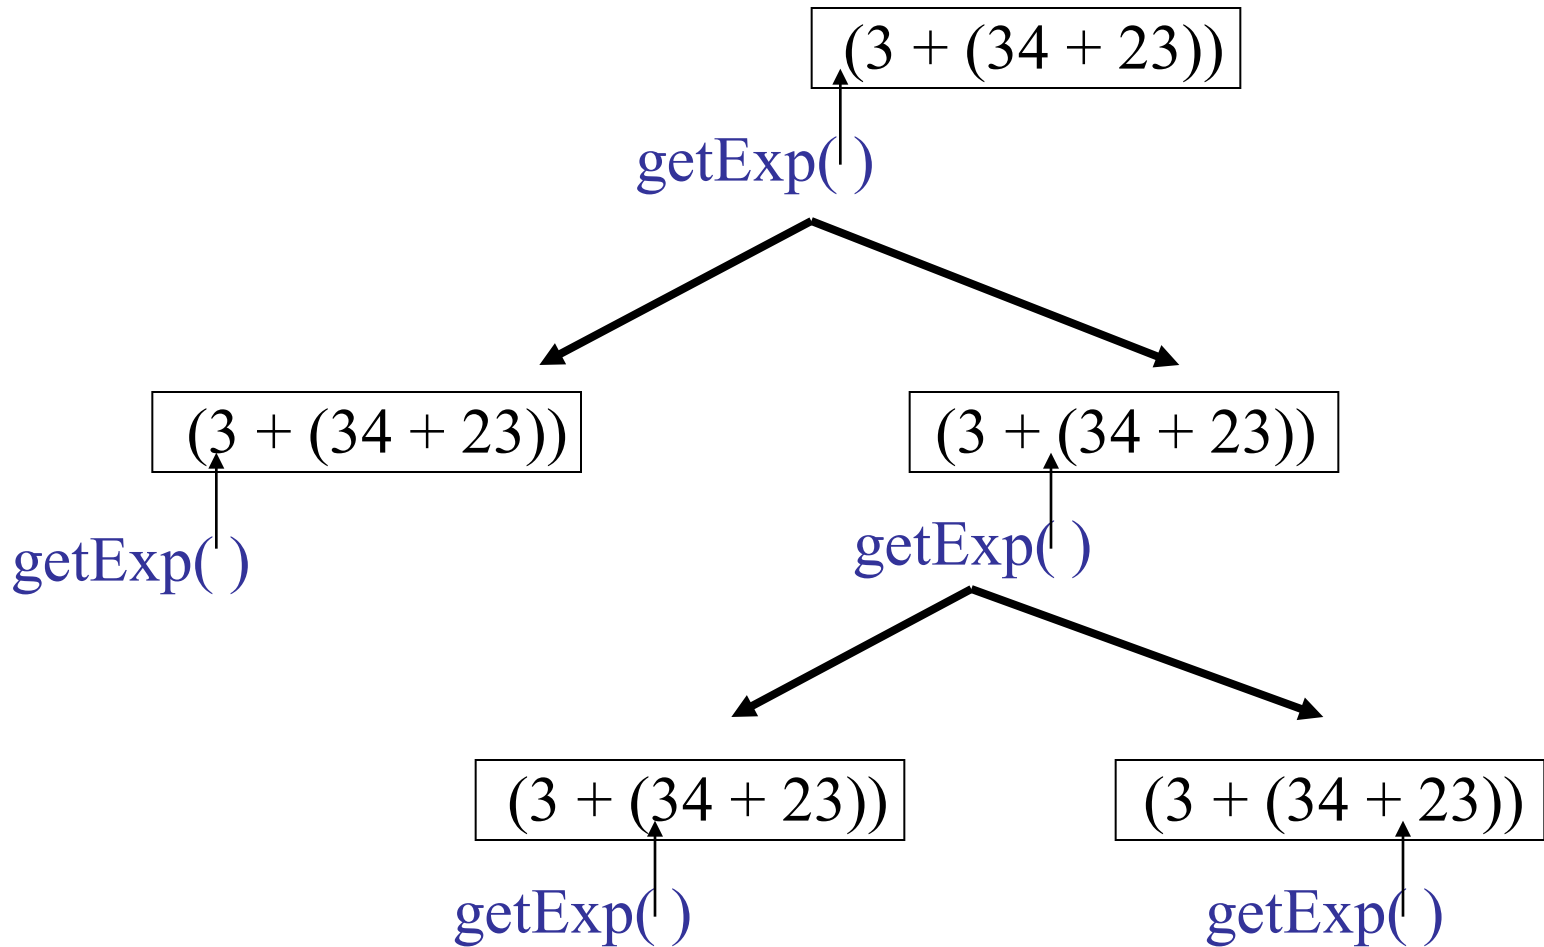 (3 + (34 + 23))
getExp( )
(3 + (34 + 23))
(3 + (34 + 23))
getExp( )
getExp( )
(3 + (34 + 23))
(3 + (34 + 23))
getExp( )
getExp( )